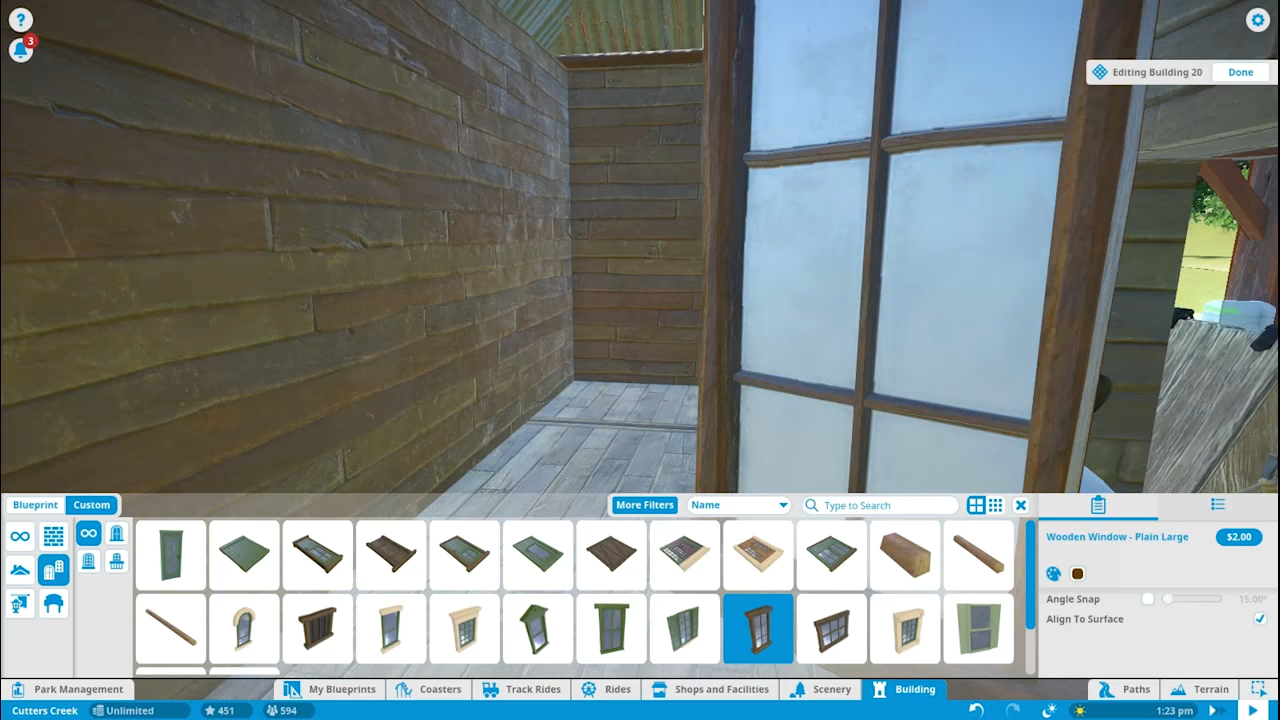 ?
3
Editing Building 20
Done
Blueprint
Custom
More Filters
Name
Type to Search
Wooden Window - Plain Large
$2.00
Angle Snap
15.00°
Align To Surface
Park Management
My Blueprints
Coasters
Track Rides
Rides
Shops and Facilities
Scenery
Building
Paths
Terrain
Cutters Creek
Unlimited
451
594
1:23 pm